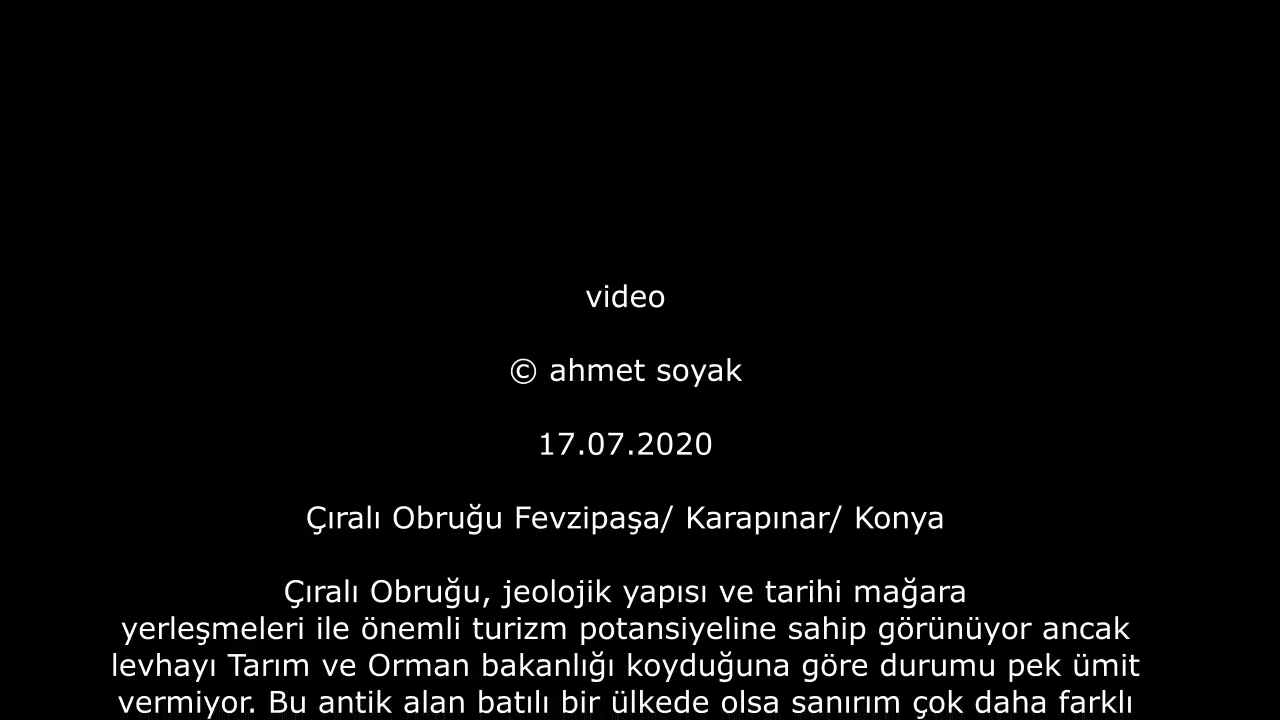 video
© ahmet soyak
17.07.2020
Çıralı Obruğu Fevzipaşa/ Karapınar/ Konya
Çıralı Obruğu, jeolojik yapısı ve tarihi mağara
yerleşmeleri ile önemli turizm potansiyeline sahip görünüyor ancak
levhayı Tarım ve Orman bakanlığı koyduğuna göre durumu pek ümit
vermiyor. Bu antik alan batılı bir ülkede olsa sanırım çok daha farklı